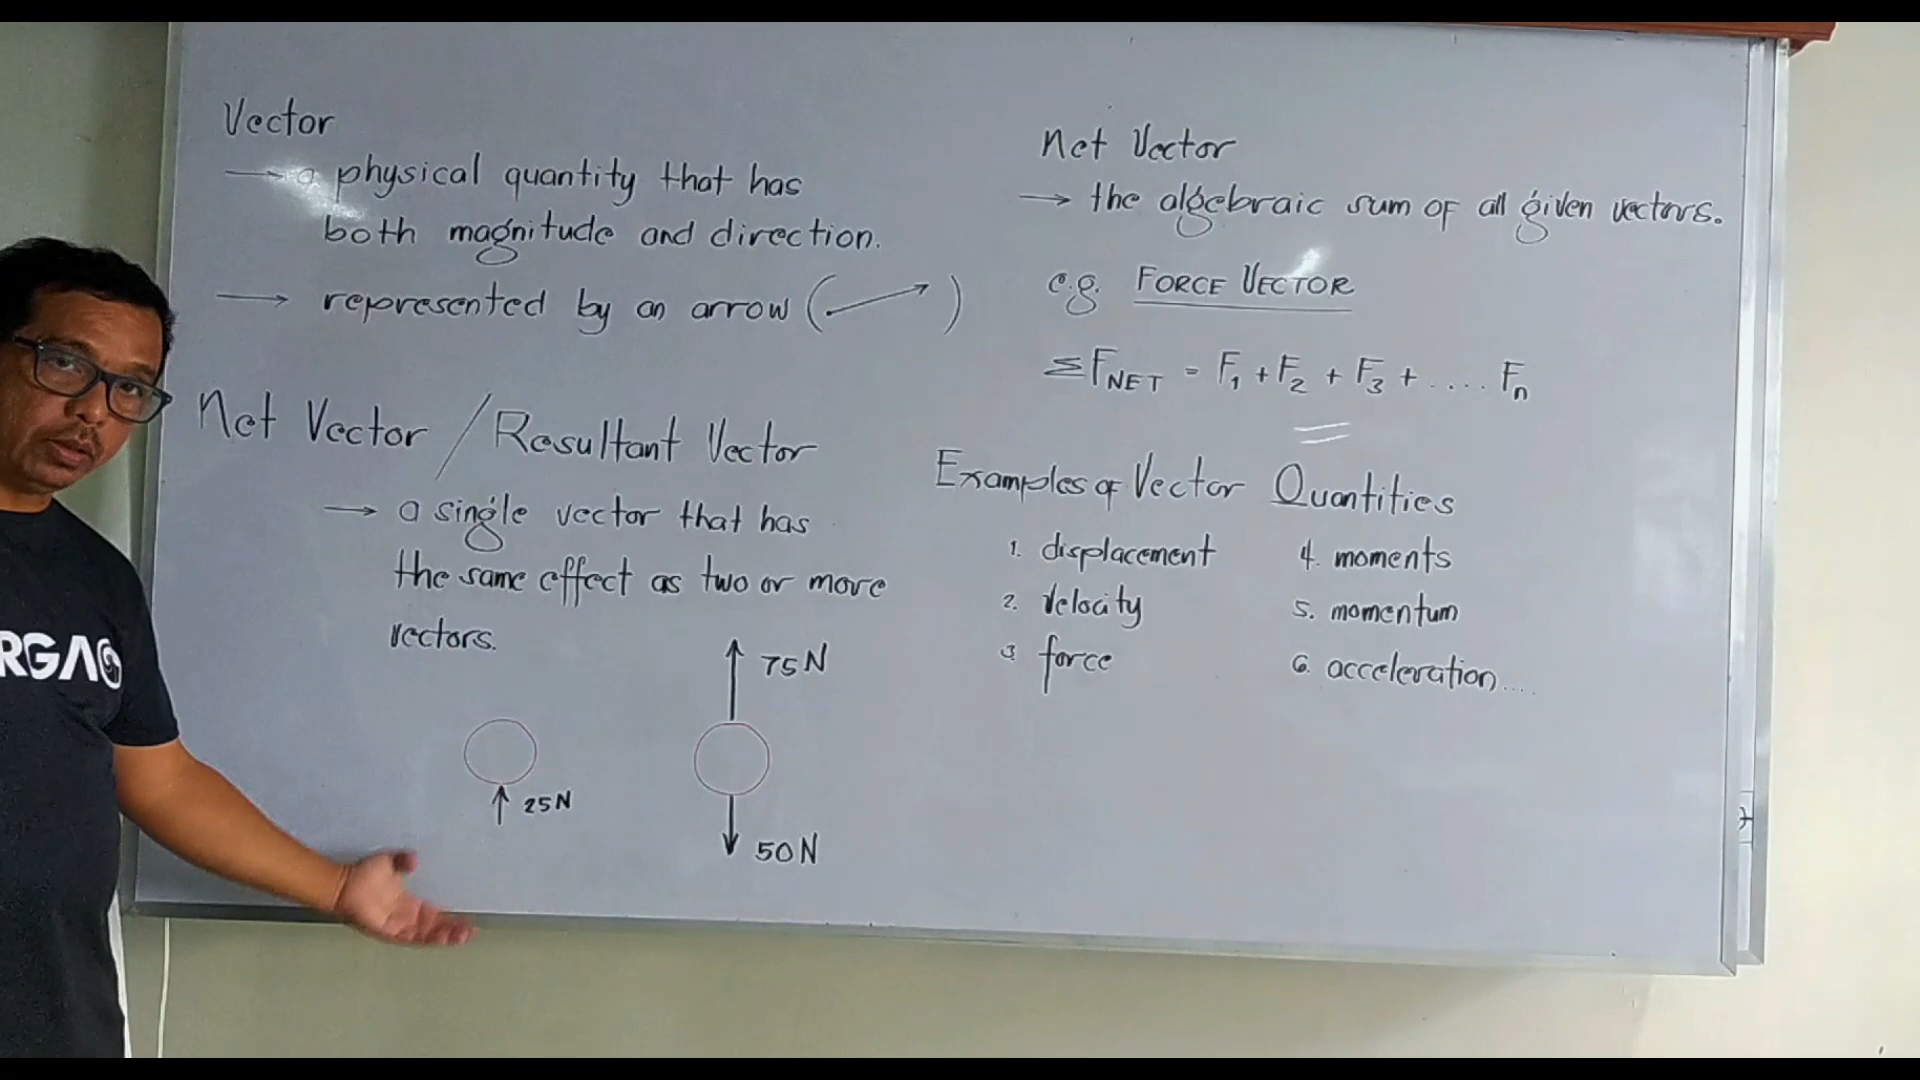 Vector
→ a physical quantity that has
both magnitude and direction.
→ represented by an arrow (→)
Net Vector / Resultant Vector
→ a single vector that has
the same effect as two or more
vectors.
75N
25N
50N
Net Vector
→ the algebraic sum of all given vectors.
e.g. FORCE VECTOR
ΣF_NET = F₁ + F₂ + F₃ + .... Fₙ
Examples of Vector Quantities
1. displacement
2. velocity
3. force
4. moments
5. momentum
6. acceleration....